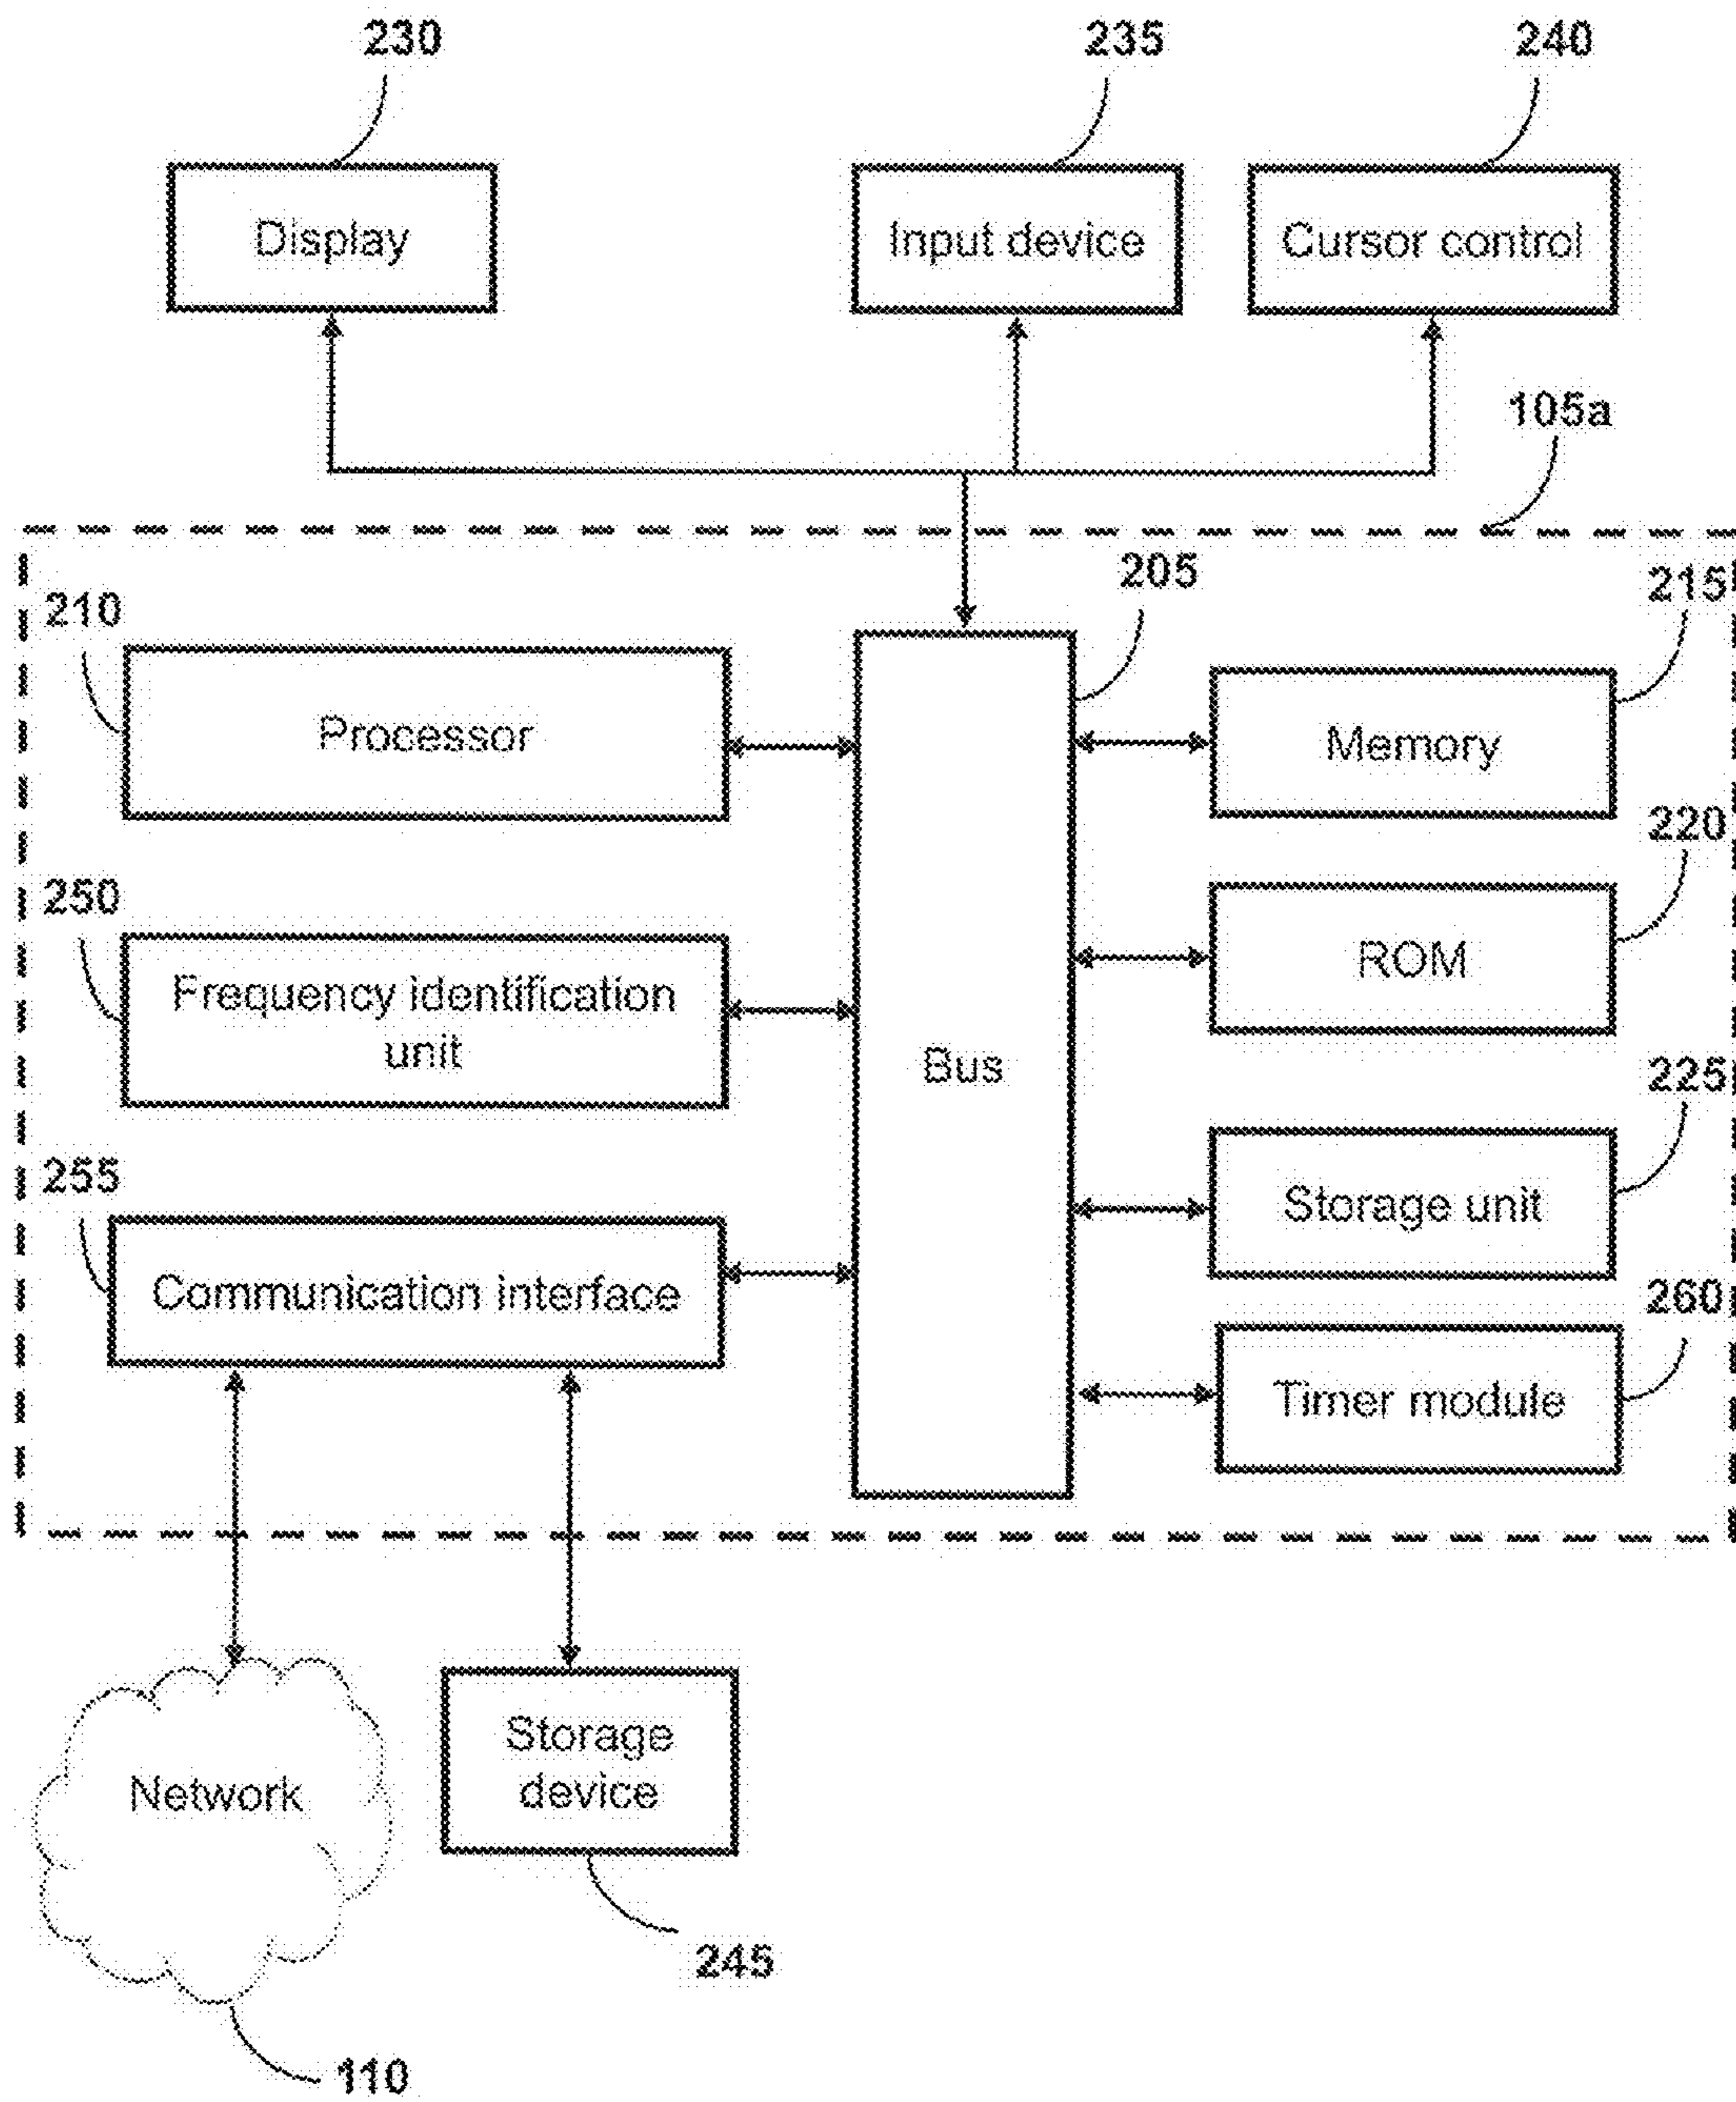 230
235
240
Display
Input device
Cursor control
105a
205
215
210
Processor
Memory
220
250
Frequency identification
unit
ROM
Bus
225
255
Storage unit
Communication interface
260
Timer module
Network
Storage
device
245
110